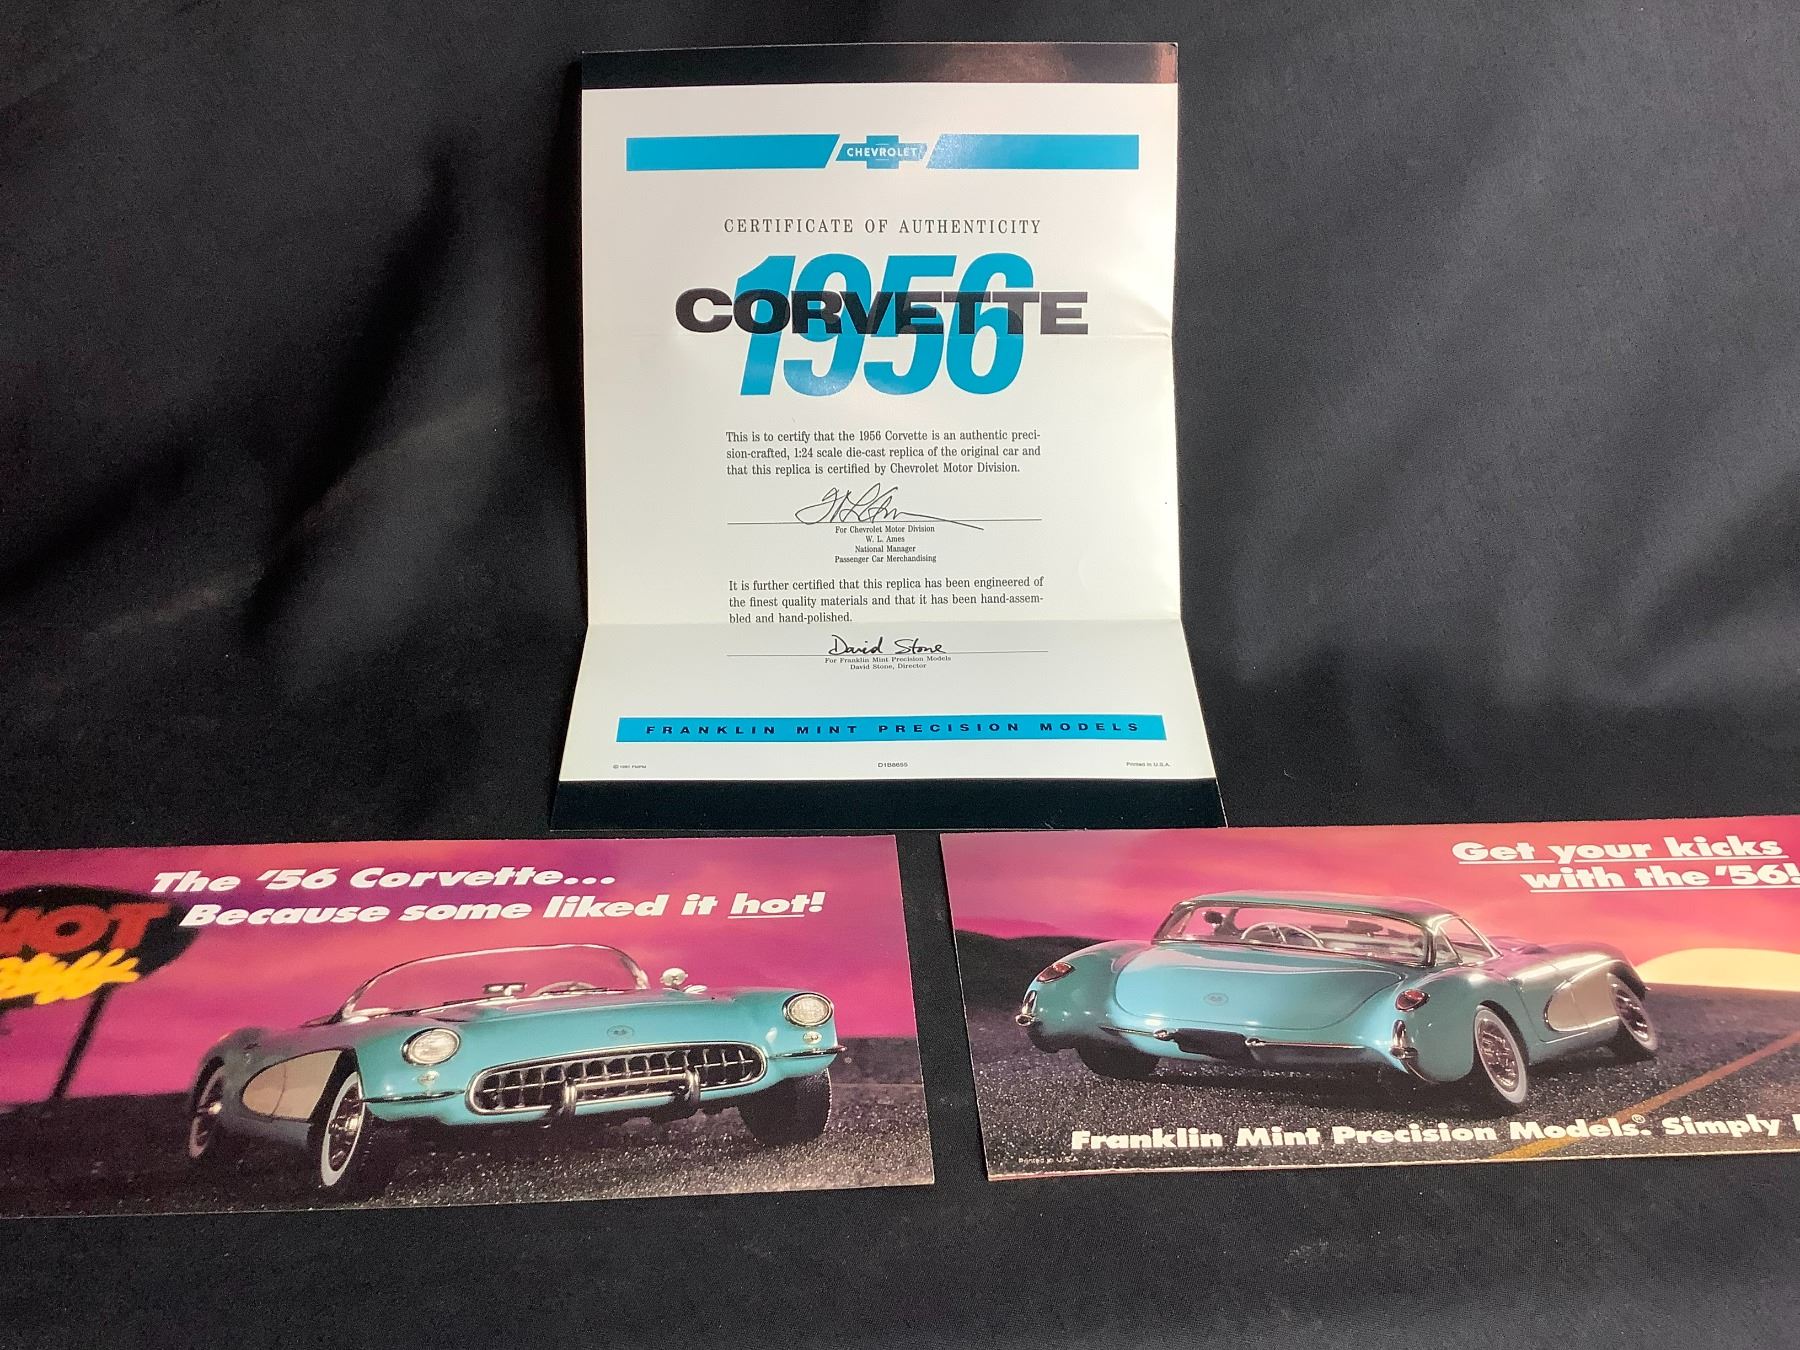 CHEVROLET
CERTIFICATE OF AUTHENTICITY
1956
CORVETTE
This is to certify that the 1956 Corvette is an authentic preci-
sion-crafted, 1:24 scale die-cast replica of the original car and
that this replica is certified by Chevrolet Motor Division.
For Chevrolet Motor Division
W. L. Ames
National Manager
Passenger Car Merchandising
It is further certified that this replica has been engineered of
the finest quality materials and that it has been hand-assem-
bled and hand-polished.
David Stone
For Franklin Mint Precision Models
David Stone, Director
FRANKLIN MINT PRECISION MODELS
D1B8655
Printed in U.S.A.
The '56 Corvette...
Because some liked it hot!
HOT
Get your kicks
with the '56!
Franklin Mint Precision Models®. Simply
Printed in U.S.A.